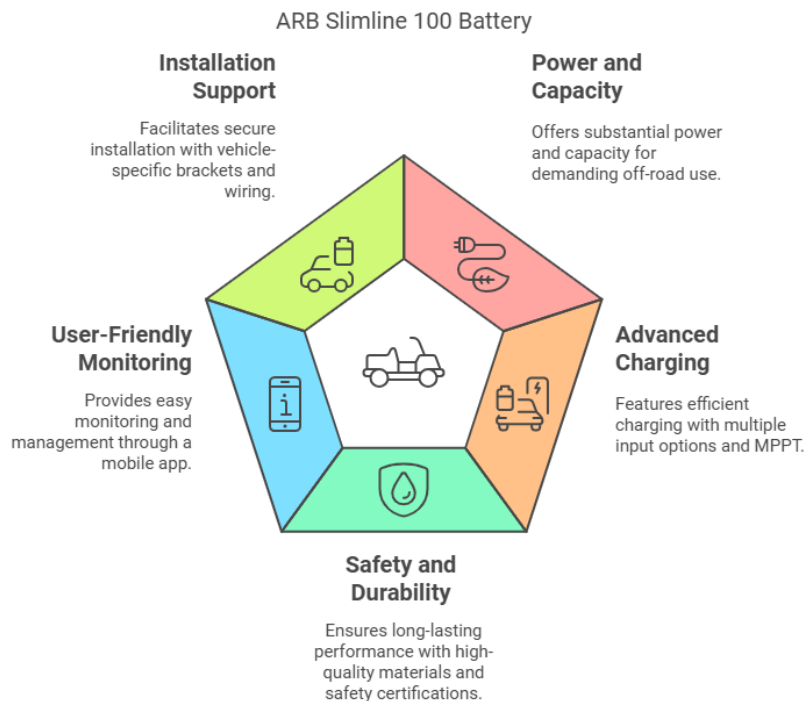 ARB Slimline 100 Battery
Installation
Support
Facilitates secure
installation with vehicle-
specific brackets and
wiring.
Power and
Capacity
Offers substantial power
and capacity for
demanding off-road use.
User-Friendly
Monitoring
Provides easy
monitoring and
management through a
mobile app.
Advanced
Charging
Features efficient
charging with multiple
input options and MPPT.
Safety and
Durability
Ensures long-lasting
performance with high-
quality materials and
safety certifications.